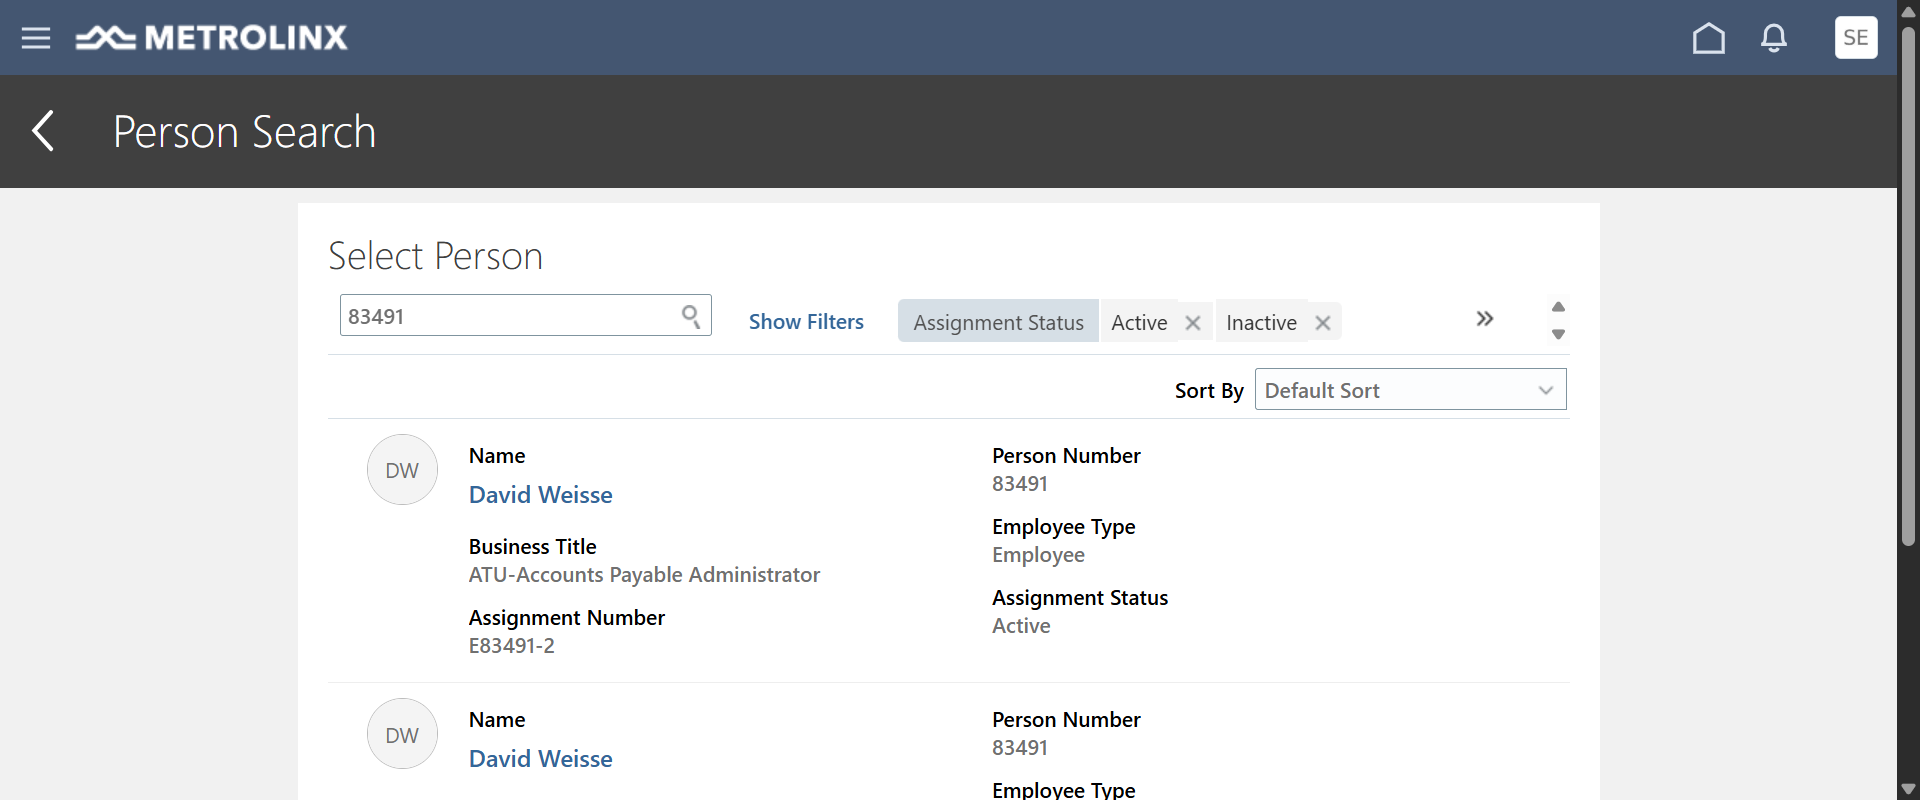 METROLINX
SE
Person Search
Select Person
83491
Show Filters
Assignment Status
Active
Inactive
Sort By
Default Sort
DW
Name
David Weisse
Business Title
ATU-Accounts Payable Administrator
Assignment Number
E83491-2
Person Number
83491
Employee Type
Employee
Assignment Status
Active
DW
Name
David Weisse
Person Number
83491
Employee Type